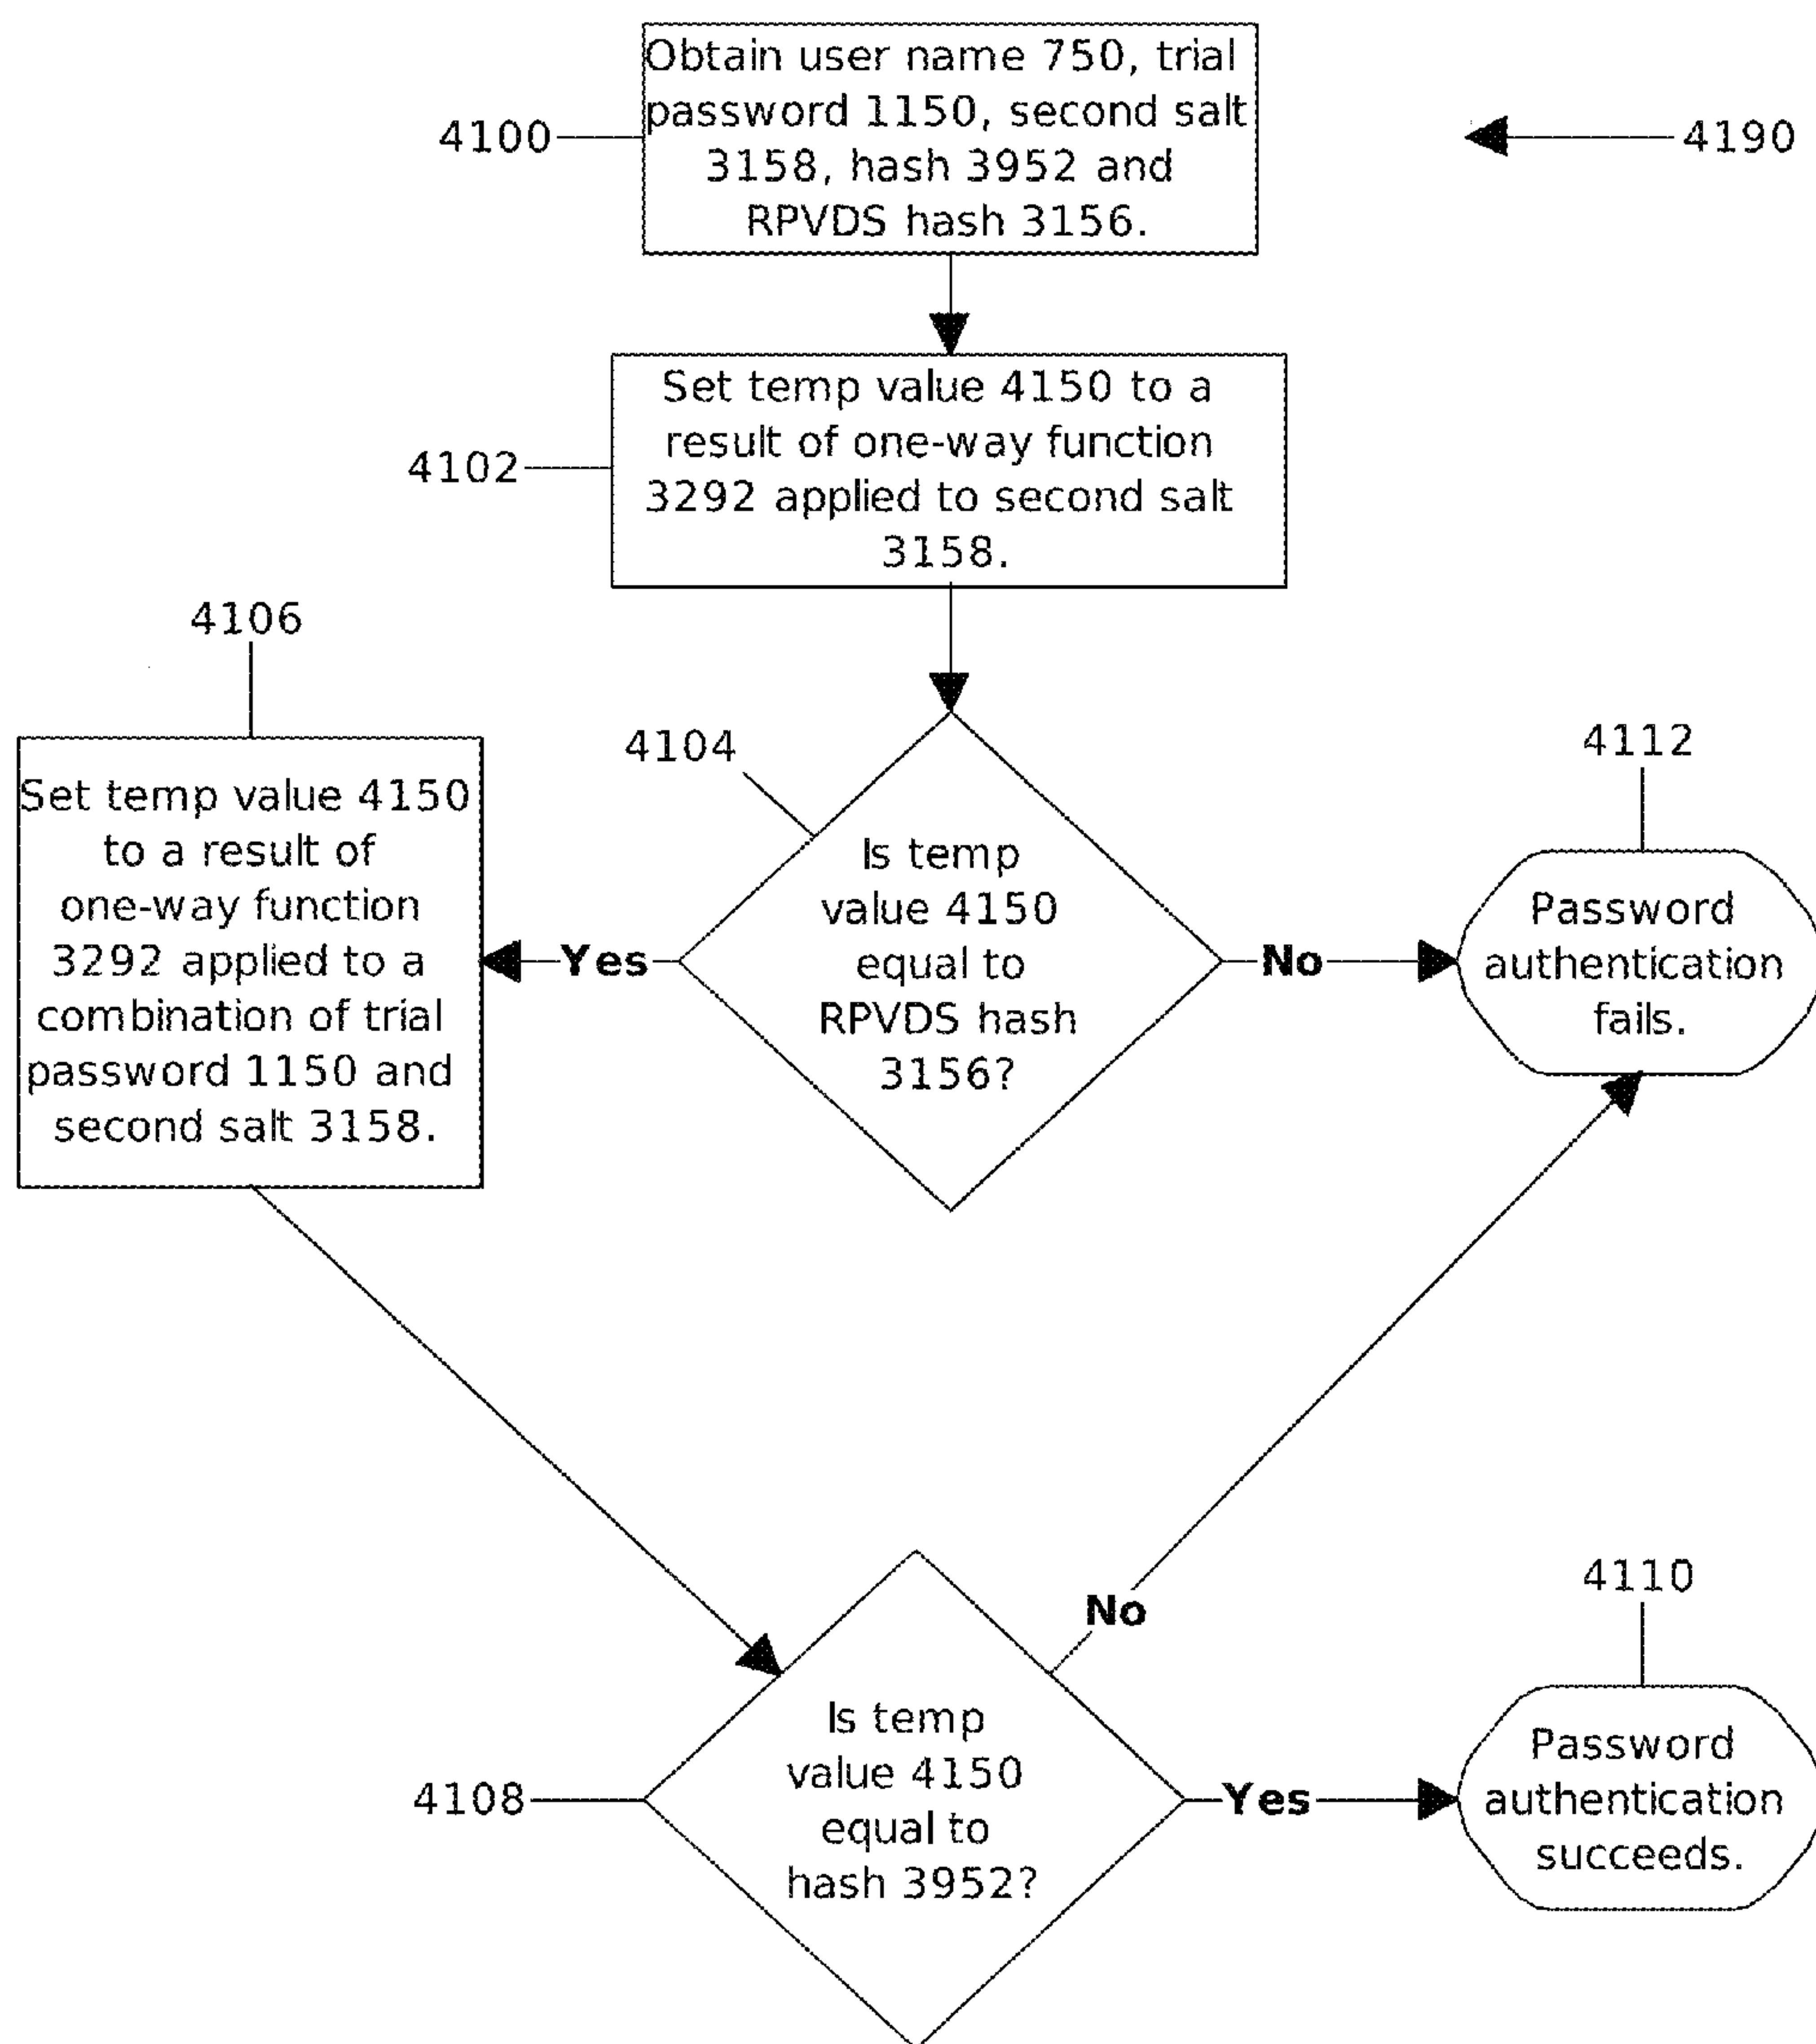 Obtain user name 750, trial
password 1150, second salt
3158, hash 3952 and
RPVDS hash 3156.
4100
4190
Set temp value 4150 to a
result of one-way function
3292 applied to second salt
3158.
4102
4106
Set temp value 4150
to a result of
one-way function
3292 applied to a
combination of trial
password 1150 and
second salt 3158.
4104
Is temp
value 4150
equal to
RPVDS hash
3156?
Yes
No
4112
Password
authentication
fails.
4108
Is temp
value 4150
equal to
hash 3952?
No
Yes
4110
Password
authentication
succeeds.